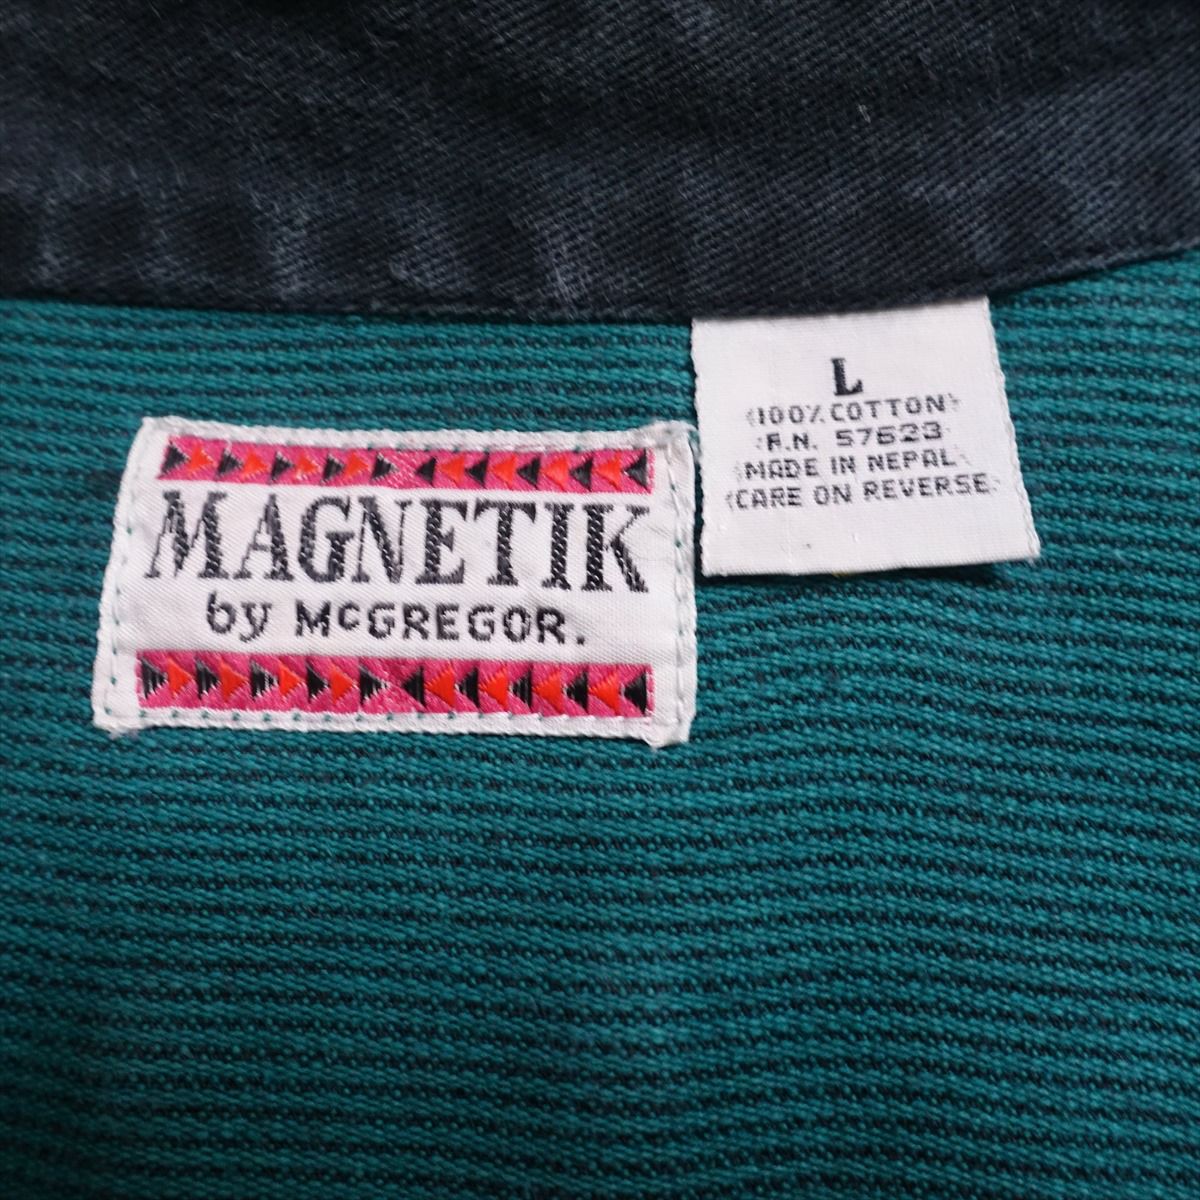 MAGNETIK
by McGREGOR.
L
100% COTTON
R.N. 57623
MADE IN NEPAL
CARE ON REVERSE